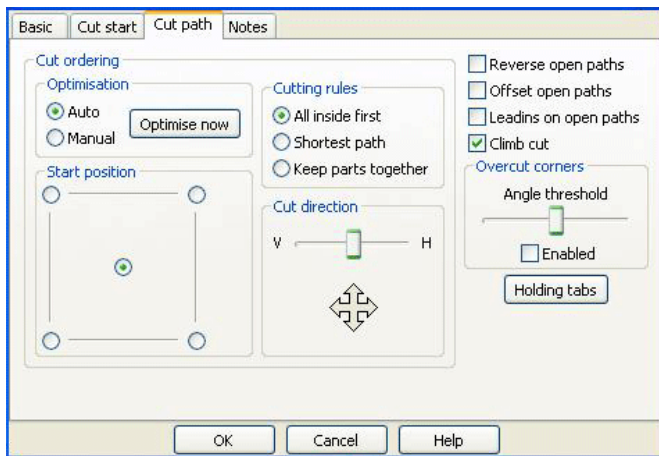 Basic
Cut start
Cut path
Notes
Cut ordering
Optimisation
Auto
Manual
Optimise now
Start position
Cutting rules
All inside first
Shortest path
Keep parts together
Cut direction
V
H
Reverse open paths
Offset open paths
Leadins on open paths
Climb cut
Overcut corners
Angle threshold
Enabled
Holding tabs
OK
Cancel
Help